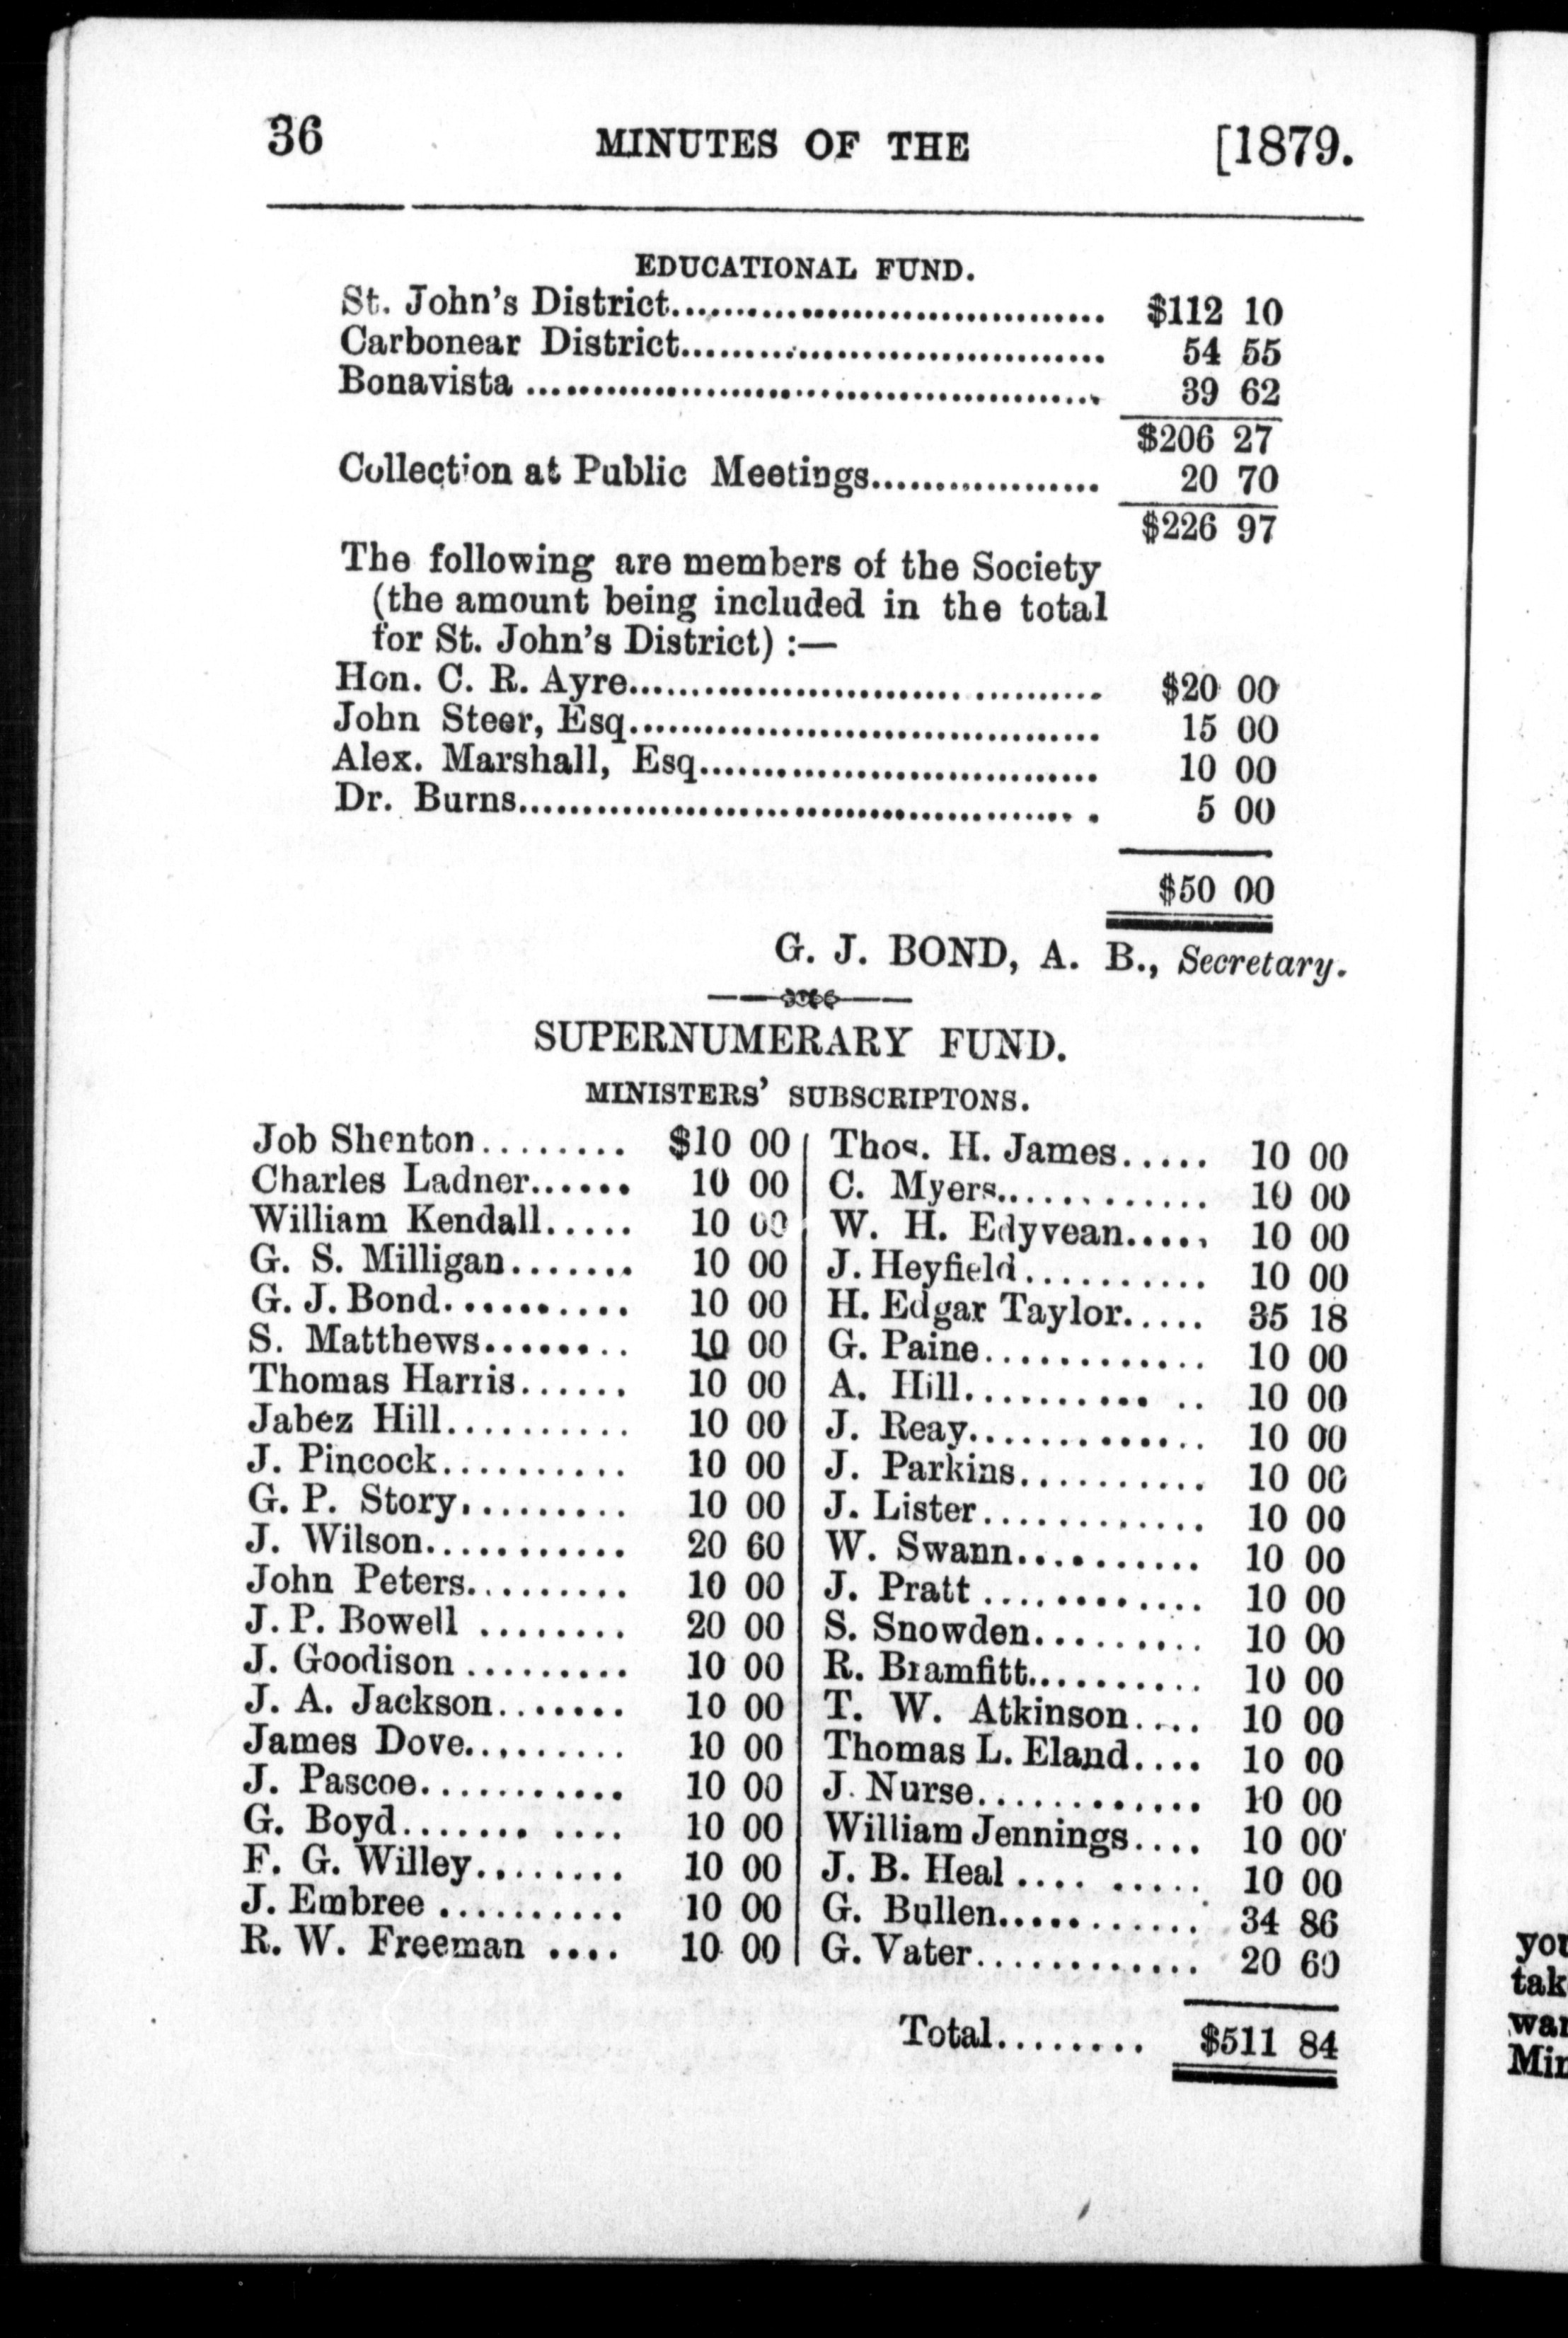 36 MINUTES OF THE [1879.
EDUCATIONAL FUND.
St. John's District.................................. $112 10
Carbonear District.................................. 54 55
Bonavista ............................................. 39 62
$206 27
Collection at Public Meetings.................. 20 70
$226 97
The following are members of the Society
(the amount being included in the total
for St. John's District) :—
Hon. C. R. Ayre.................................... $20 00
John Steer, Esq..................................... 15 00
Alex. Marshall, Esq............................... 10 00
Dr. Burns............................................. 5 00
$50 00
G. J. BOND, A. B., Secretary.
SUPERNUMERARY FUND.
MINISTERS' SUBSCRIPTONS.
Job Shenton......... $10 00
Charles Ladner...... 10 00
William Kendall..... 10 00
G. S. Milligan....... 10 00
G. J. Bond.......... 10 00
S. Matthews........ 10 00
Thomas Harris...... 10 00
Jabez Hill.......... 10 00
J. Pincock.......... 10 00
G. P. Story......... 10 00
J. Wilson........... 20 60
John Peters......... 10 00
J. P. Bowell ........ 20 00
J. Goodison ......... 10 00
J. A. Jackson....... 10 00
James Dove......... 10 00
J. Pascoe........... 10 00
G. Boyd....... .... 10 00
F. G. Willey........ 10 00
J. Embree .......... 10 00
R. W. Freeman .... 10 00
Thos. H. James..... 10 00
C. Myers............ 10 00
W. H. Edyvean..... 10 00
J. Heyfield.......... 10 00
H. Edgar Taylor..... 35 18
G. Paine............ 10 00
A. Hill.......... .. 10 00
J. Reay............. 10 00
J. Parkins.......... 10 00
J. Lister............ 10 00
W. Swann.......... 10 00
J. Pratt ............ 10 00
S. Snowden......... 10 00
R. Bramfitt.......... 10 00
T. W. Atkinson.... 10 00
Thomas L. Eland.... 10 00
J. Nurse............ 10 00
William Jennings.... 10 00
J. B. Heal .... ..... 10 00
G. Bullen........... 34 86
G. Vater............ 20 60
Total........ $511 84
you
tak
wa
Min